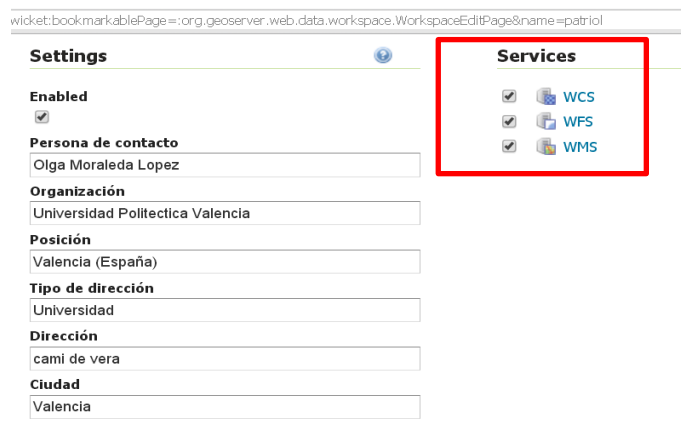 wicket:bookmarkablePage=:org.geoserver.web.data.workspace.WorkspaceEditPage&name=patriol
Settings
Enabled
Persona de contacto
Olga Moraleda Lopez
Organización
Universidad Politectica Valencia
Posición
Valencia (España)
Tipo de dirección
Universidad
Dirección
cami de vera
Ciudad
Valencia
Services
WCS
WFS
WMS